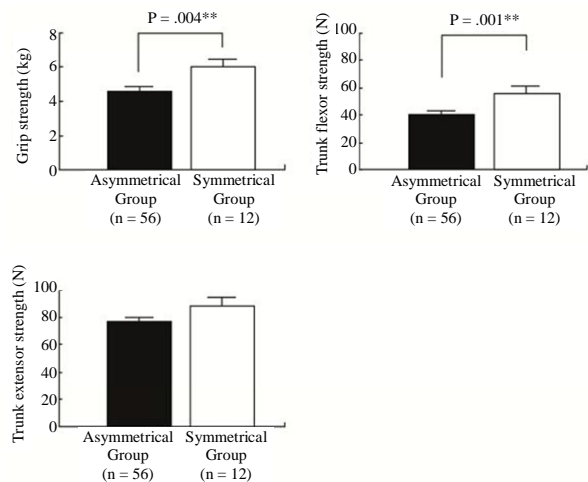 P = .004**
Grip strength (kg)
8
6
4
2
0
Asymmetrical Symmetrical
Group Group
(n = 56) (n = 12)
P = .001**
Trunk flexor strength (N)
100
80
60
40
20
0
Asymmetrical Symmetrical
Group Group
(n = 56) (n = 12)
Trunk extensor strength (N)
100
80
60
40
20
0
Asymmetrical Symmetrical
Group Group
(n = 56) (n = 12)